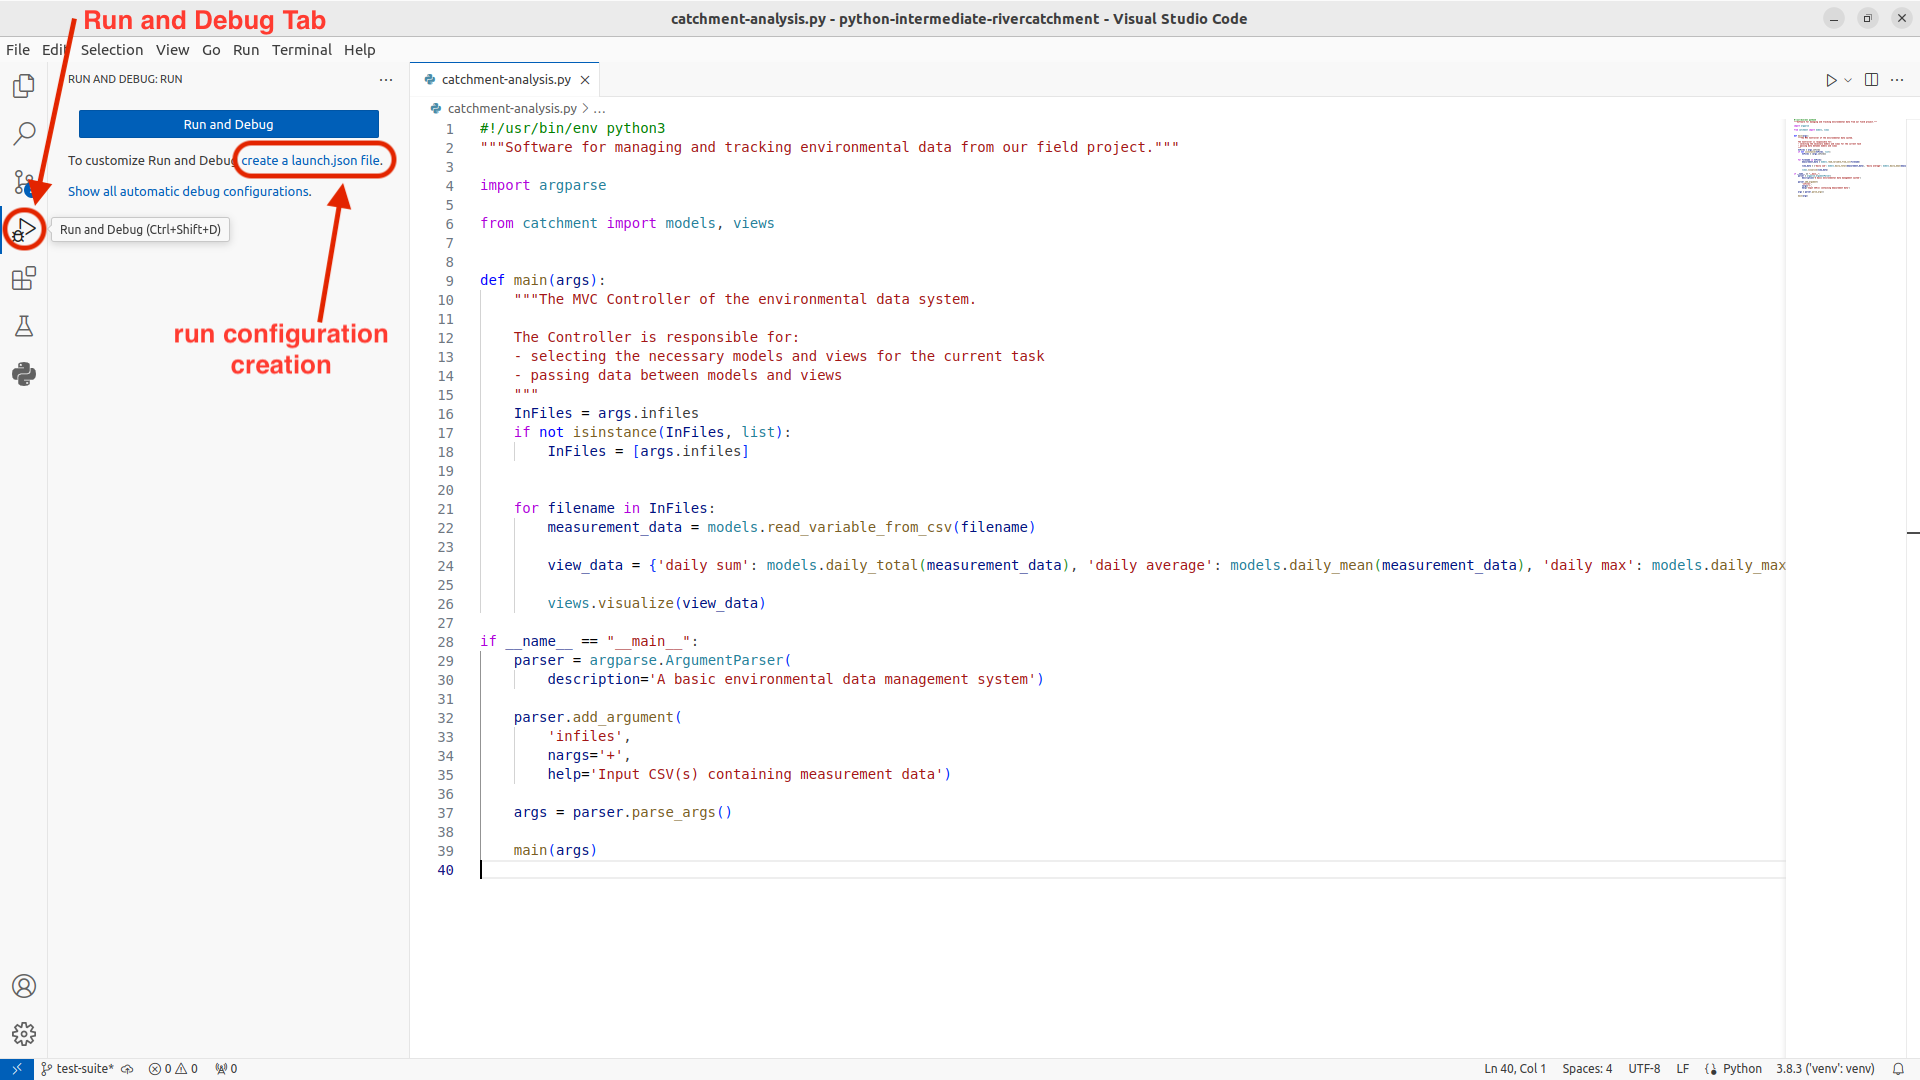 Run and Debug Tab
catchment-analysis.py - python-intermediate-rivercatchment - Visual Studio Code
File Edit Selection View Go Run Terminal Help
RUN AND DEBUG: RUN
Run and Debug
To customize Run and Debug create a launch.json file.
Show all automatic debug configurations.
Run and Debug (Ctrl+Shift+D)
run configuration
creation
catchment-analysis.py
catchment-analysis.py > ...
1 #!/usr/bin/env python3
2 """Software for managing and tracking environmental data from our field project."""
3
4 import argparse
5
6 from catchment import models, views
7
8
9 def main(args):
10 """The MVC Controller of the environmental data system.
11
12 The Controller is responsible for:
13 - selecting the necessary models and views for the current task
14 - passing data between models and views
15 """
16 InFiles = args.infiles
17 if not isinstance(InFiles, list):
18 InFiles = [args.infiles]
19
20
21 for filename in InFiles:
22 measurement_data = models.read_variable_from_csv(filename)
23
24 view_data = {'daily sum': models.daily_total(measurement_data), 'daily average': models.daily_mean(measurement_data), 'daily max': models.daily_max
25
26 views.visualize(view_data)
27
28 if __name__ == "__main__":
29 parser = argparse.ArgumentParser(
30 description='A basic environmental data management system')
31
32 parser.add_argument(
33 'infiles',
34 nargs='+',
35 help='Input CSV(s) containing measurement data')
36
37 args = parser.parse_args()
38
39 main(args)
40
test-suite* 0 0 0
Ln 40, Col 1 Spaces: 4 UTF-8 LF Python 3.8.3 ('venv': venv)